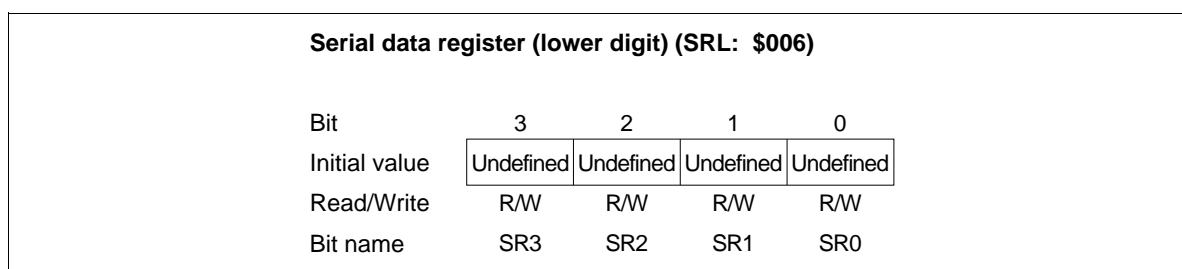 Serial data register (lower digit) (SRL: $006)
Bit 3 2 1 0
Initial value Undefined Undefined Undefined Undefined
Read/Write R/W R/W R/W R/W
Bit name SR3 SR2 SR1 SR0